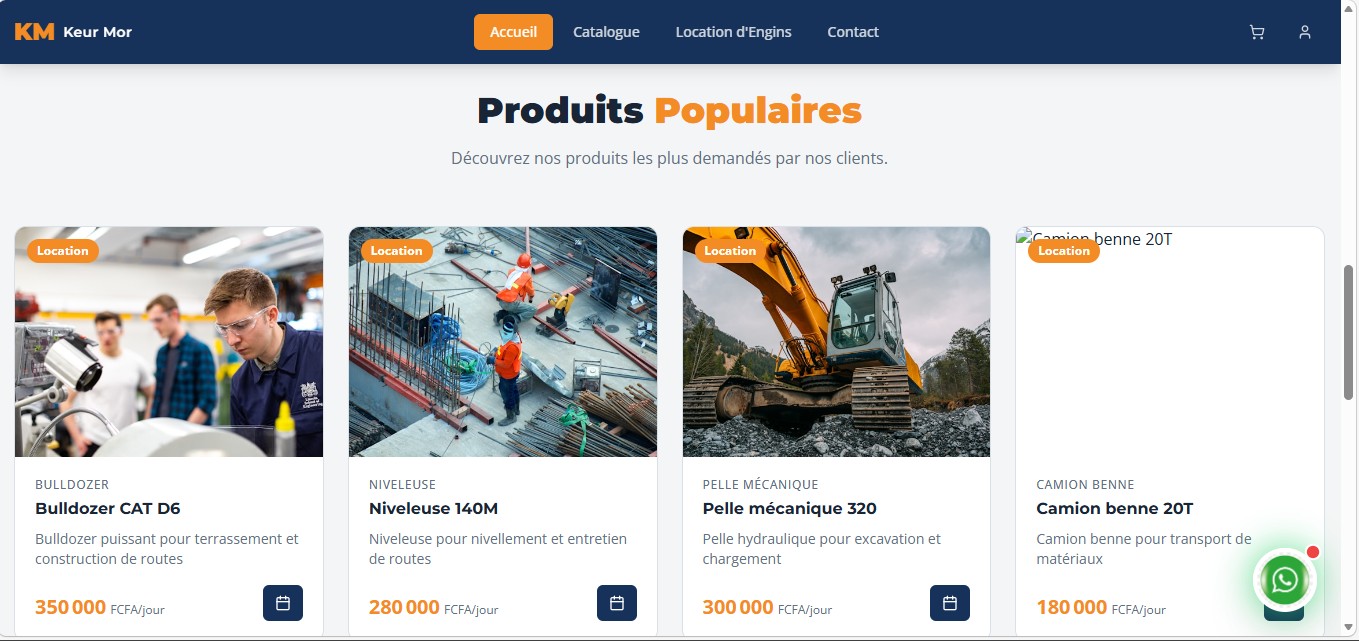 KM Keur Mor
Accueil Catalogue Location d'Engins Contact
Produits Populaires
Découvrez nos produits les plus demandés par nos clients.
Location
BULLDOZER
Bulldozer CAT D6
Bulldozer puissant pour terrassement et
construction de routes
350 000 FCFA/jour
Location
NIVELEUSE
Niveleuse 140M
Niveleuse pour nivellement et entretien
de routes
280 000 FCFA/jour
Location
PELLE MÉCANIQUE
Pelle mécanique 320
Pelle hydraulique pour excavation et
chargement
300 000 FCFA/jour
Camion benne 20T
Location
CAMION BENNE
Camion benne 20T
Camion benne pour transport de
matériaux
180 000 FCFA/jour